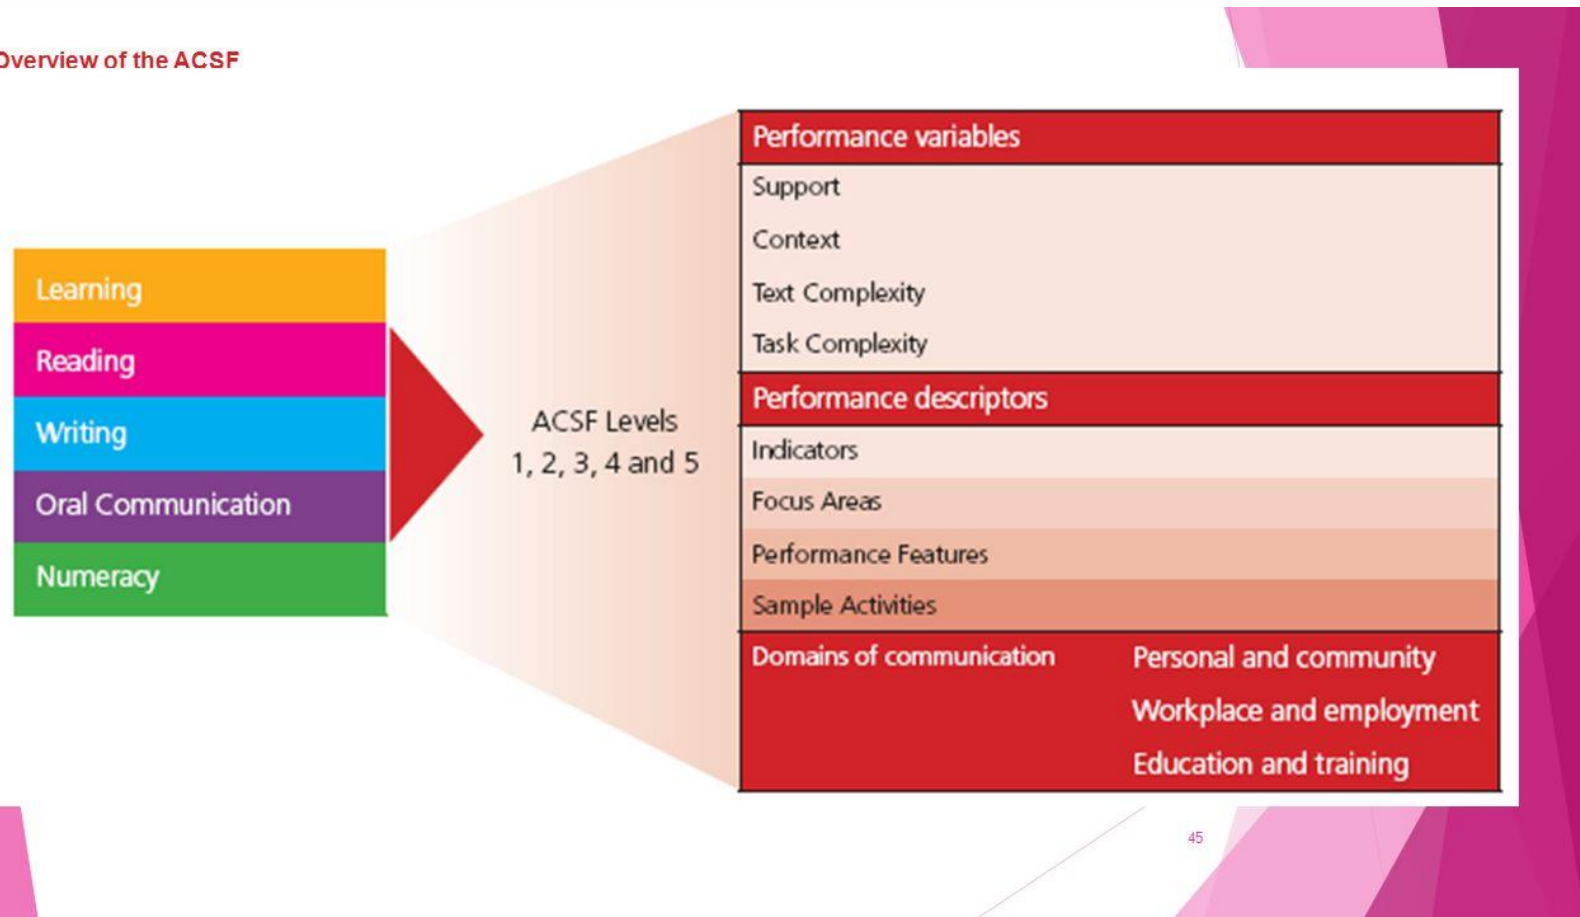 Overview of the ACSF
Learning
Reading
Writing
Oral Communication
Numeracy
ACSF Levels
1, 2, 3, 4 and 5
Performance variables
Support
Context
Text Complexity
Task Complexity
Performance descriptors
Indicators
Focus Areas
Performance Features
Sample Activities
Domains of communication
Personal and community
Workplace and employment
Education and training
45